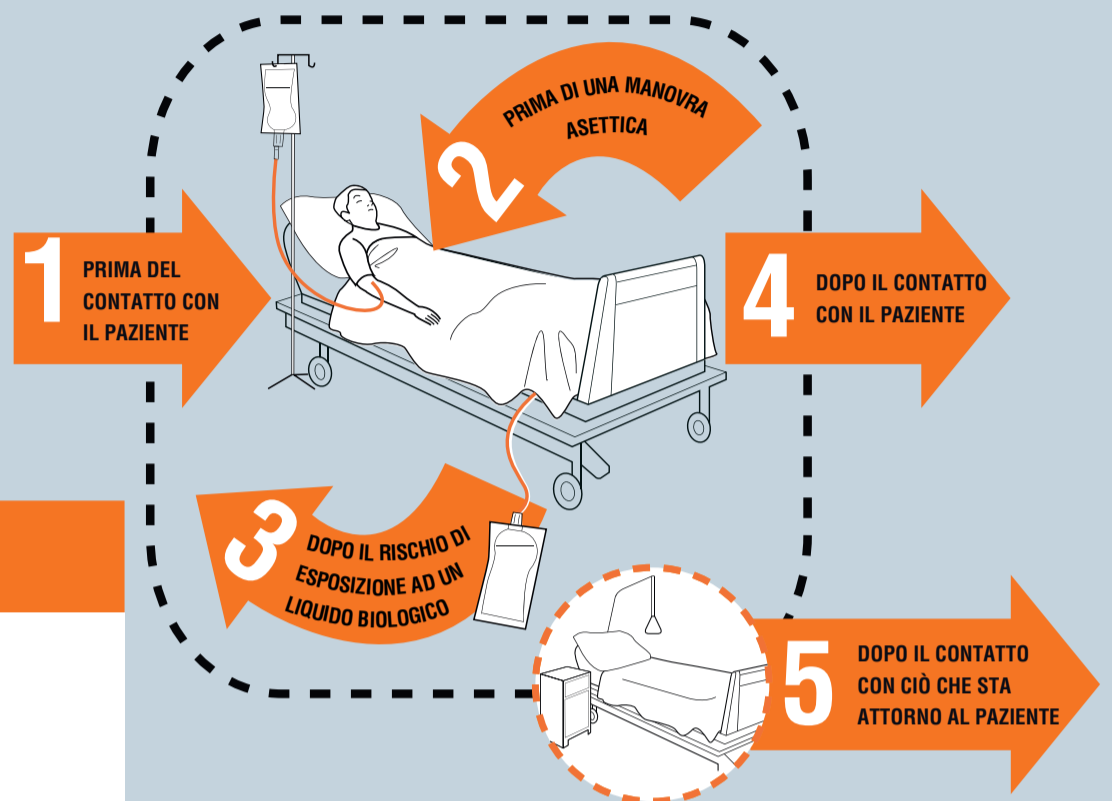 1
PRIMA DEL
CONTATTO CON
IL PAZIENTE
2
PRIMA DI UNA MANOVRA
ASETTICA
3
DOPO IL RISCHIO DI
ESPOSIZIONE AD UN
LIQUIDO BIOLOGICO
4
DOPO IL CONTATTO
CON IL PAZIENTE
5
DOPO IL CONTATTO
CON CIÒ CHE STA
ATTORNO AL PAZIENTE